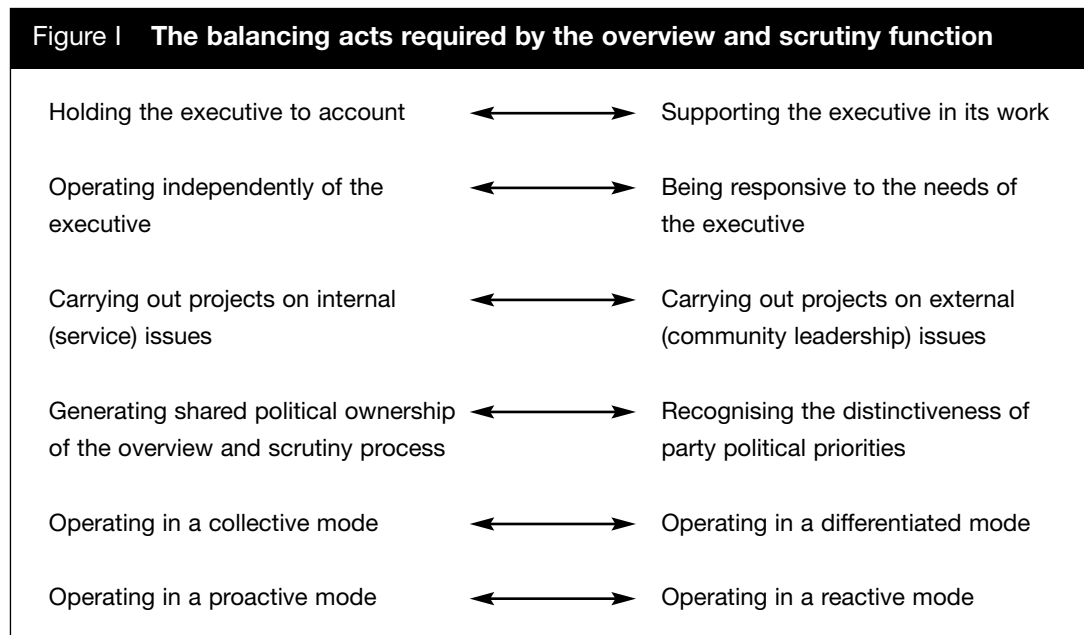 Figure I The balancing acts required by the overview and scrutiny function
Holding the executive to account
Supporting the executive in its work
Operating independently of the
executive
Being responsive to the needs of
the executive
Carrying out projects on internal
(service) issues
Carrying out projects on external
(community leadership) issues
Generating shared political ownership
of the overview and scrutiny process
Recognising the distinctiveness of
party political priorities
Operating in a collective mode
Operating in a differentiated mode
Operating in a proactive mode
Operating in a reactive mode